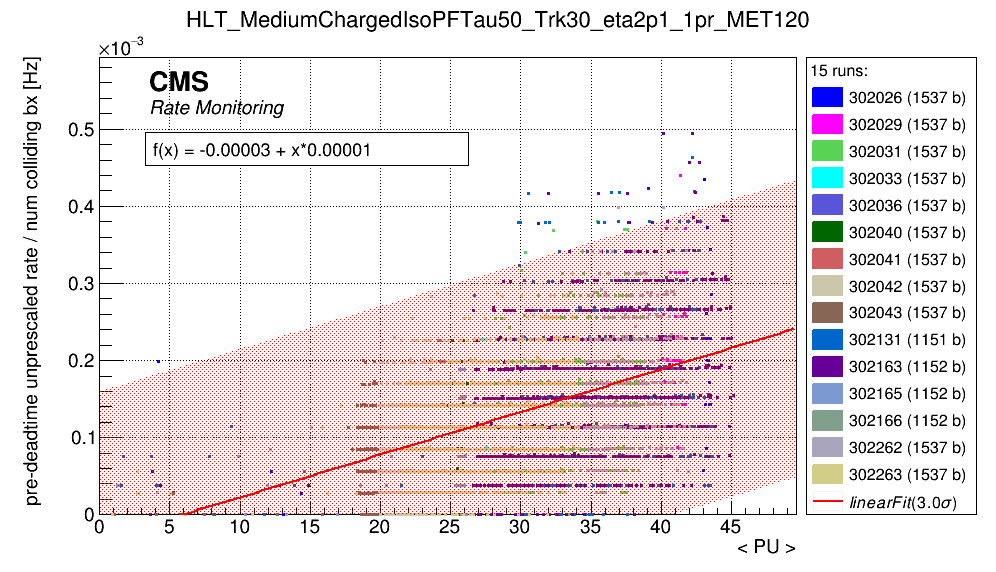 HLT_MediumChargedIsoPFTau50_Trk30_eta2p1_1pr_MET120
×10⁻³
CMS
Rate Monitoring
f(x) = -0.00003 + x*0.00001
pre-deadtime unprescaled rate / num colliding bx [Hz]
0.5
0.4
0.3
0.2
0.1
0
0 5 10 15 20 25 30 35 40 45
< PU >
15 runs:
302026 (1537 b)
302029 (1537 b)
302031 (1537 b)
302033 (1537 b)
302036 (1537 b)
302040 (1537 b)
302041 (1537 b)
302042 (1537 b)
302043 (1537 b)
302131 (1151 b)
302163 (1152 b)
302165 (1152 b)
302166 (1152 b)
302262 (1537 b)
302263 (1537 b)
linearFit(3.0σ)